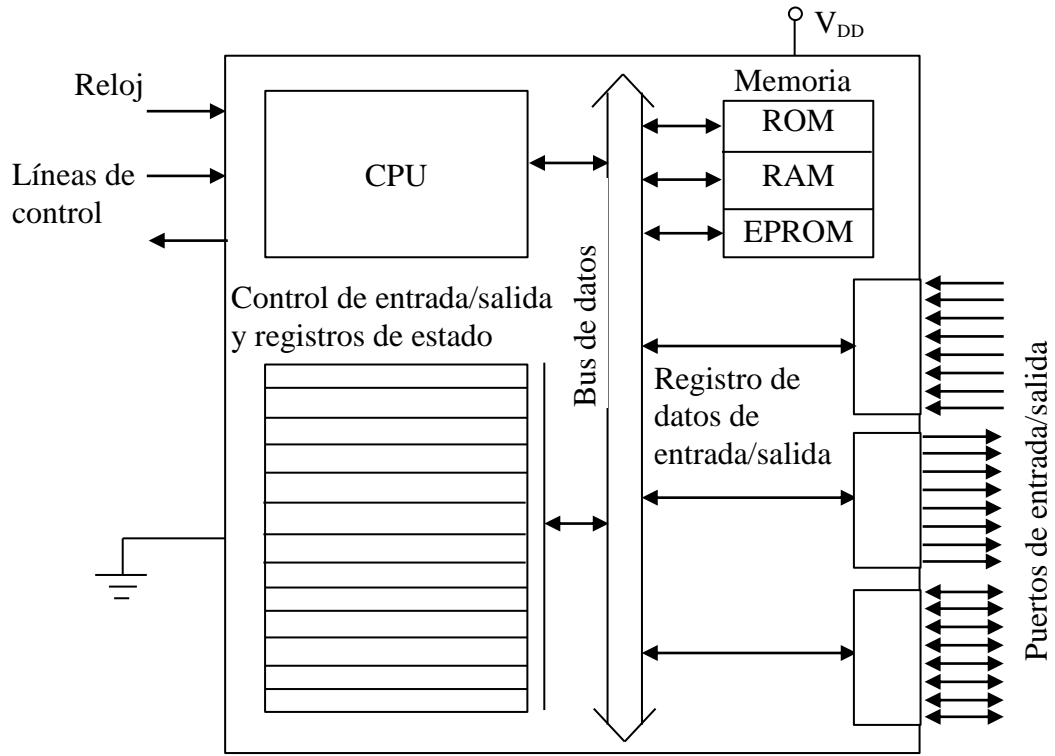 V_DD
Reloj
Líneas de
control
CPU
Memoria
ROM
RAM
EPROM
Control de entrada/salida
y registros de estado
Bus de datos
Registro de
datos de
entrada/salida
Puertos de entrada/salida